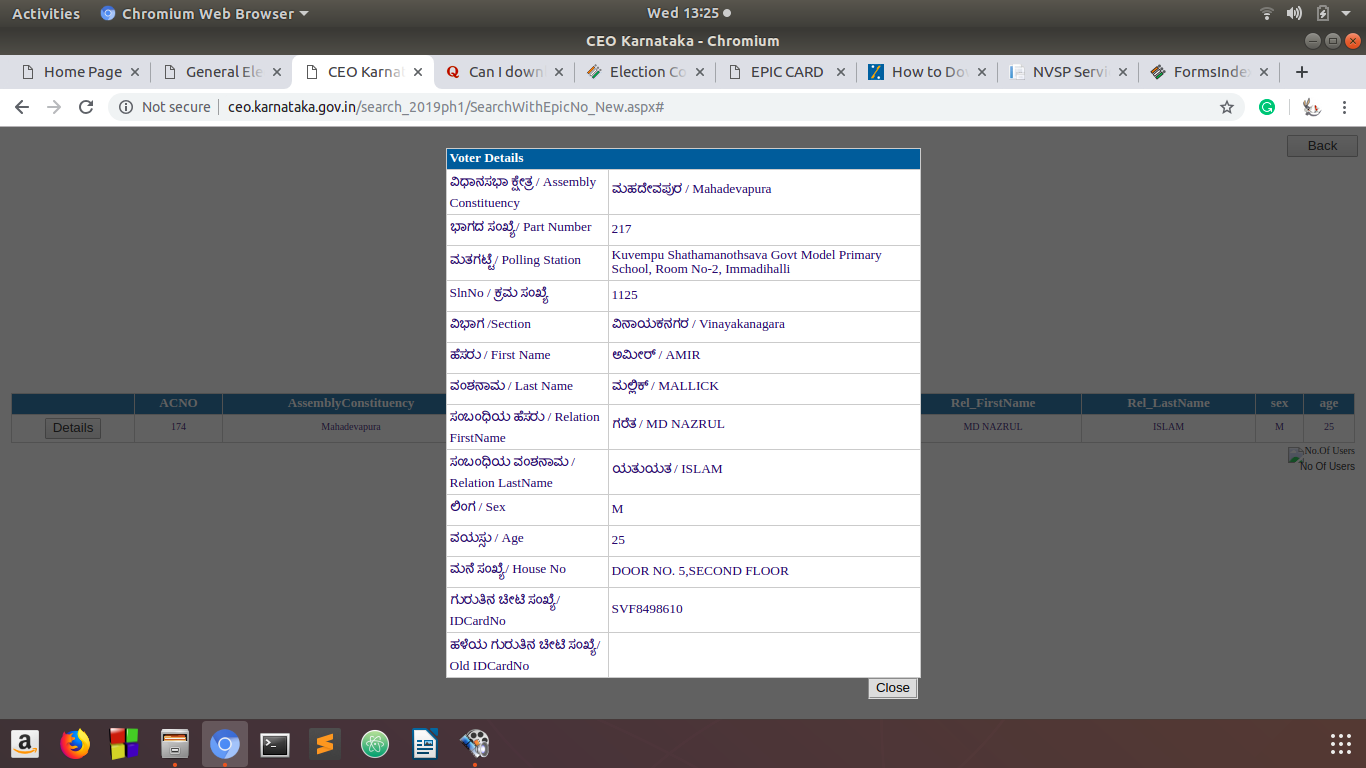 Activities
Chromium Web Browser
Wed 13:25
CEO Karnataka - Chromium
Home Page
General Ele
CEO Karna
Can I down
Election Co
EPIC CARD
How to Do
NVSP Servi
FormsInde
Not secure
ceo.karnataka.gov.in/search_2019ph1/SearchWithEpicNo_New.aspx#
Back
Voter Details
ವಿಧಾನಸಭಾ ಕ್ಷೇತ್ರ / Assembly
Constituency
ಮಹದೇವಪುರ / Mahadevapura
ಭಾಗದ ಸಂಖ್ಯೆ/ Part Number
217
ಮತಗಟ್ಟೆ/ Polling Station
Kuvempu Shathamanothsava Govt Model Primary
School, Room No-2, Immadihalli
SlnNo / ಕ್ರಮ ಸಂಖ್ಯೆ
1125
ವಿಭಾಗ /Section
ವಿನಾಯಕನಗರ / Vinayakanagara
ಹೆಸರು / First Name
ಅಮೀರ್ / AMIR
ವಂಶನಾಮ / Last Name
ಮಲ್ಲಿಕ್ / MALLICK
ಸಂಬಂಧಿಯ ಹೆಸರು / Relation
FirstName
ಗರೆತ / MD NAZRUL
ಸಂಬಂಧಿಯ ವಂಶನಾಮ /
Relation LastName
ಯತುಯತ / ISLAM
ಲಿಂಗ / Sex
M
ವಯಸ್ಸು / Age
25
ಮನೆ ಸಂಖ್ಯೆ/ House No
DOOR NO. 5,SECOND FLOOR
ಗುರುತಿನ ಚೀಟಿ ಸಂಖ್ಯೆ/
IDCardNo
SVF8498610
ಹಳೆಯ ಗುರುತಿನ ಚೀಟಿ ಸಂಖ್ಯೆ/
Old IDCardNo
Close
ACNO
AssemblyConstituency
Rel_FirstName
Rel_LastName
sex
age
Details
174
Mahadevapura
MD NAZRUL
ISLAM
M
25
No.Of Users
No Of Users